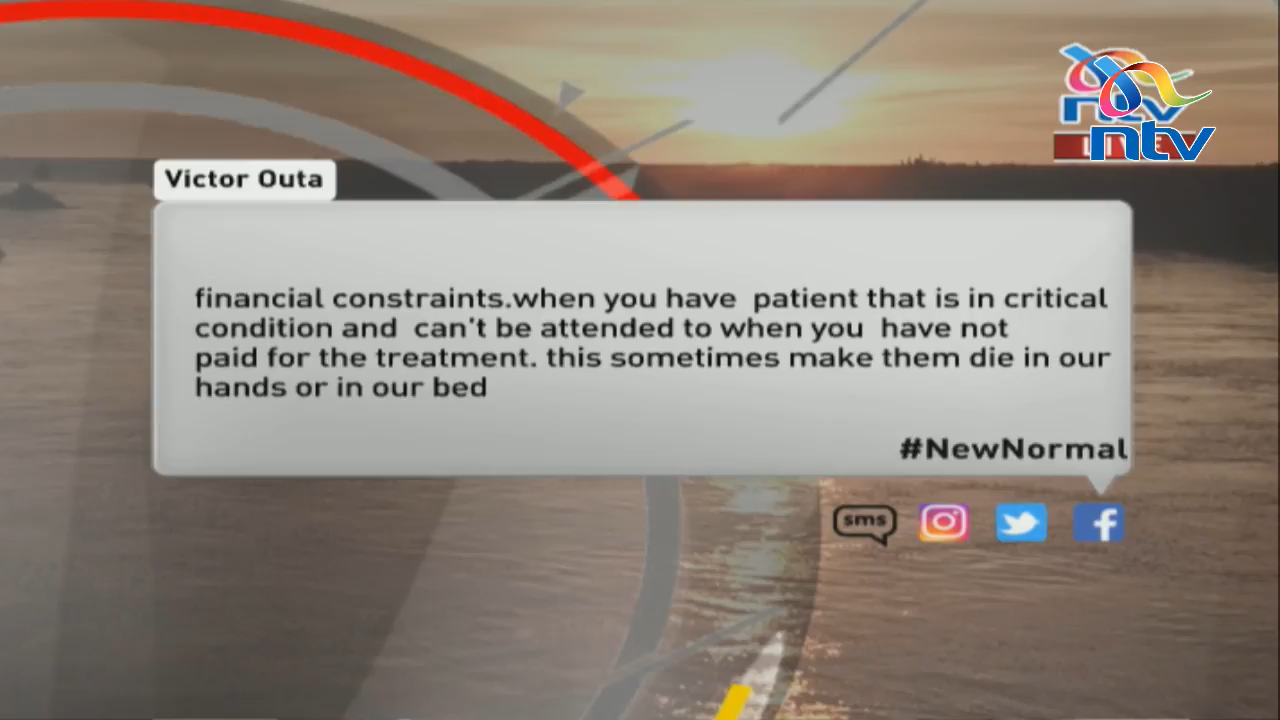 ntv
LIVE
ntv
Victor Outa
financial constraints.when you have  patient that is in critical
condition and  can't be attended to when you  have not
paid for the treatment. this sometimes make them die in our
hands or in our bed
#NewNormal
sms